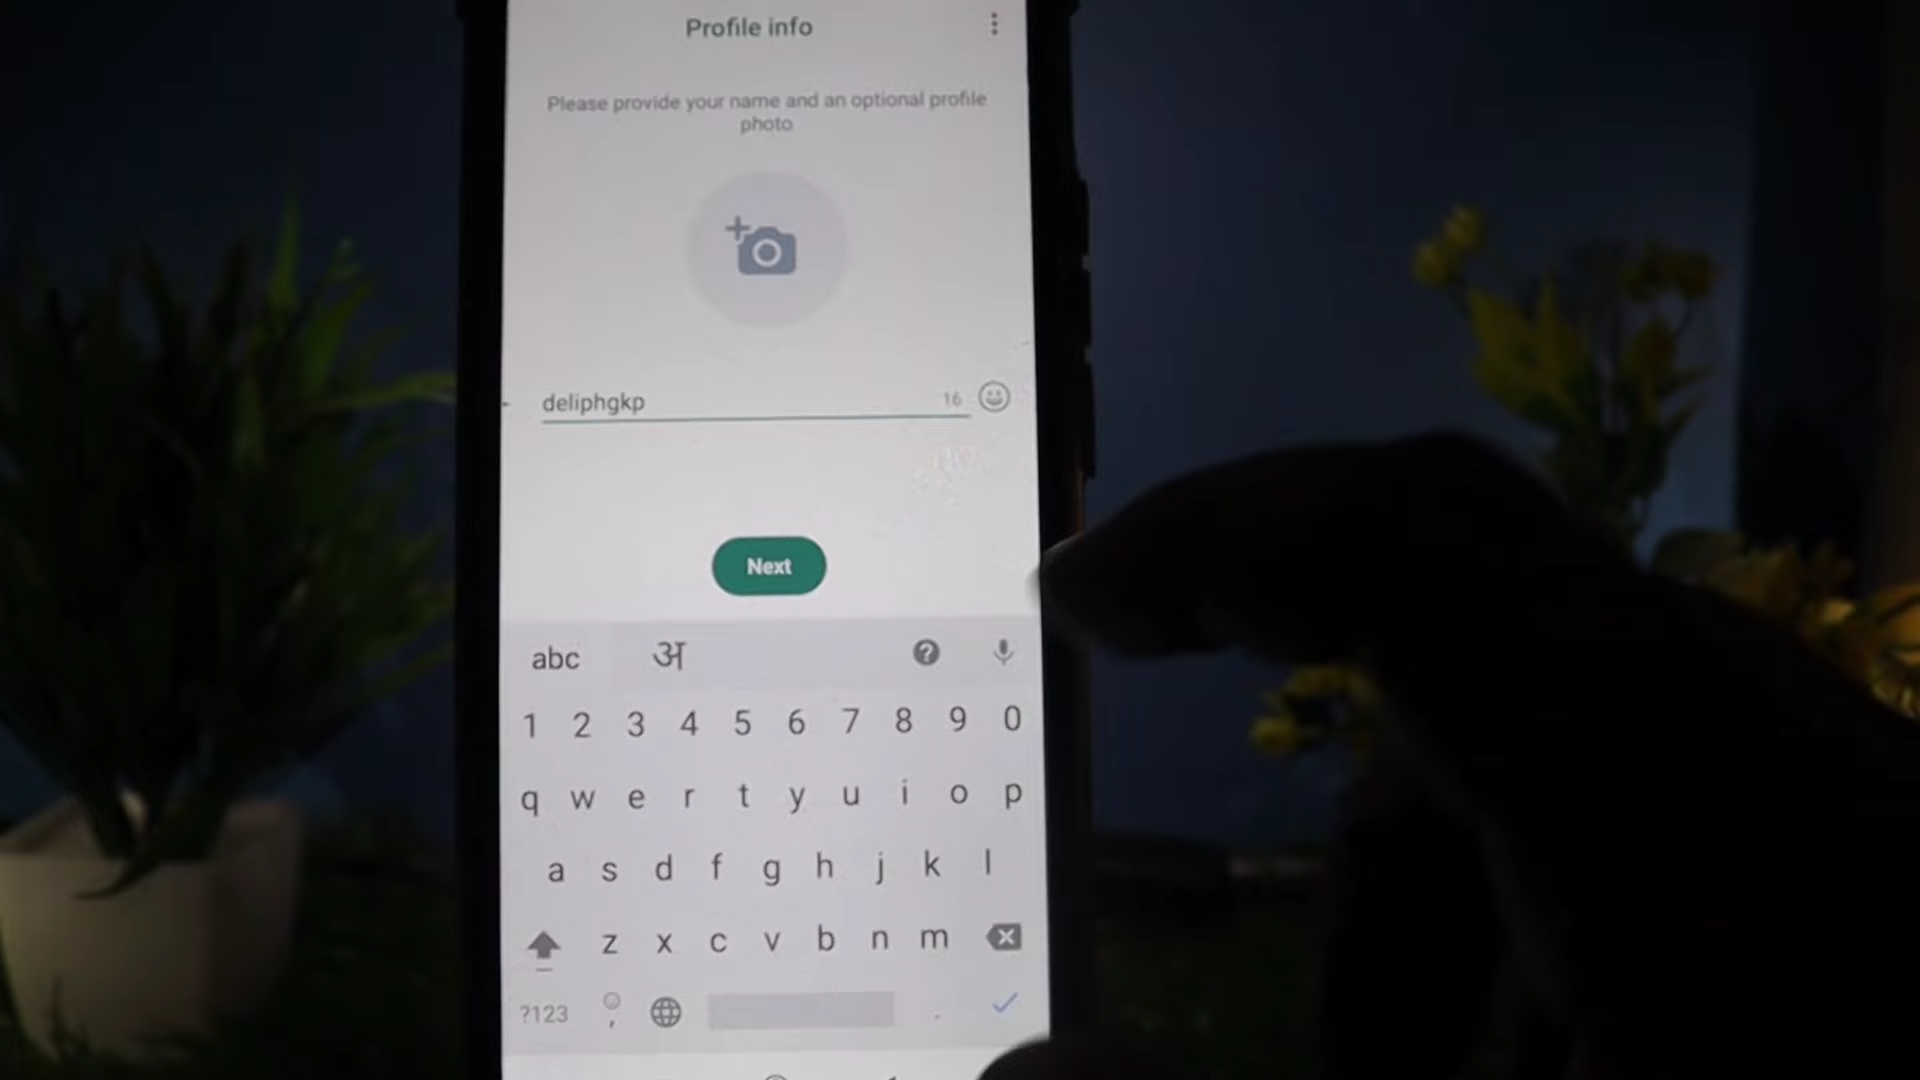 Profile info
Please provide your name and an optional profile
photo
deliphgkp 16
Next
abc अ
1 2 3 4 5 6 7 8 9 0
q w e r t y u i o p
a s d f g h j k l
z x c v b n m
?123 , .